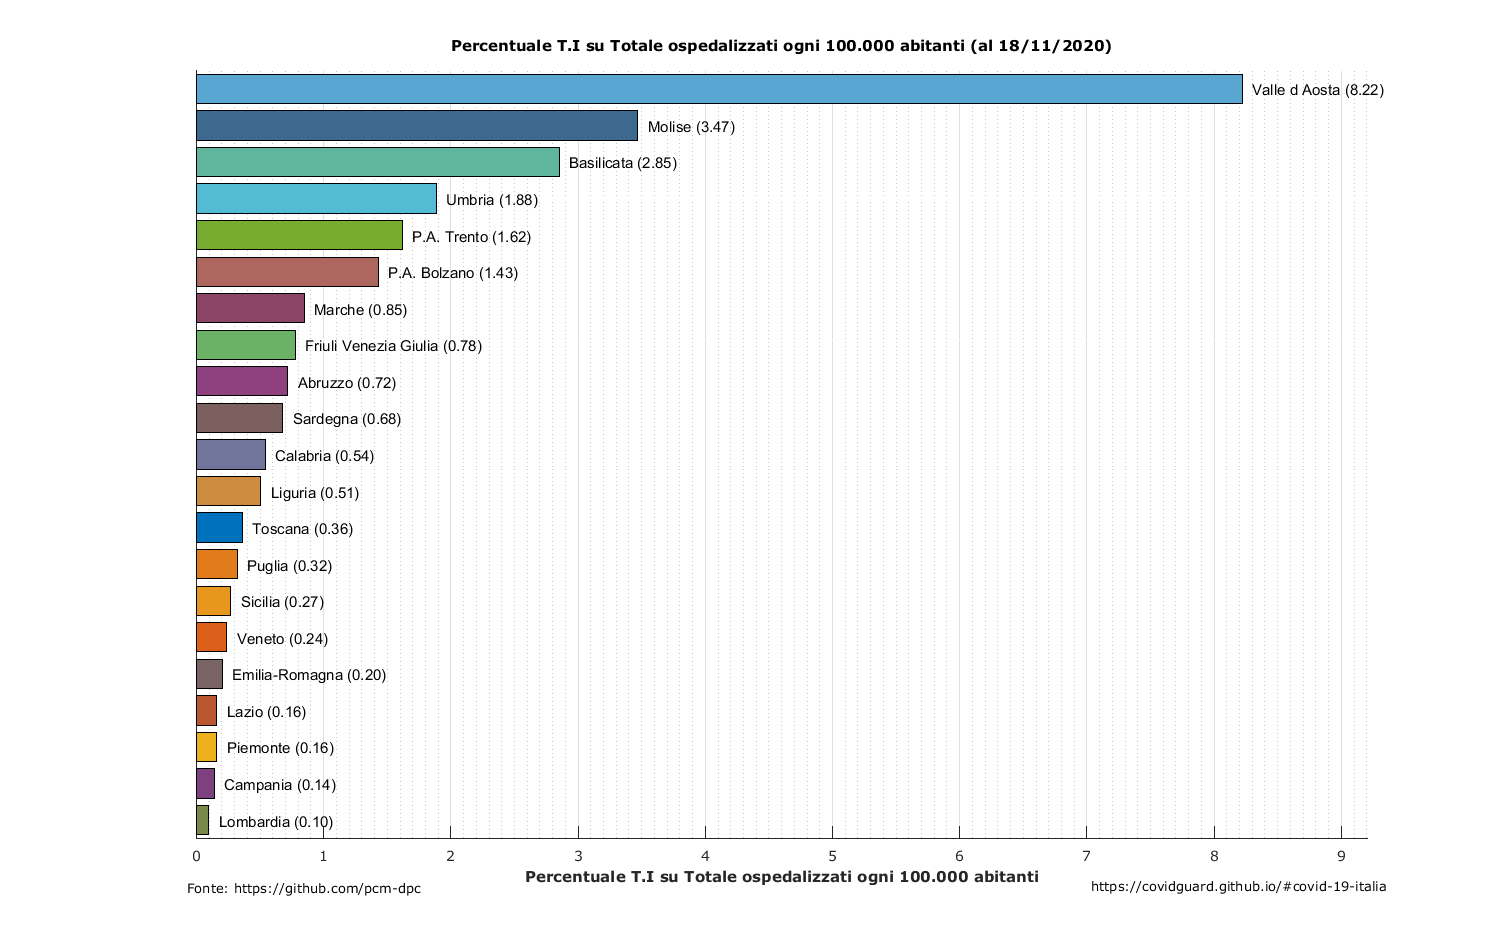 Percentuale T.I su Totale ospedalizzati ogni 100.000 abitanti (al 18/11/2020)
Valle d Aosta (8.22)
Molise (3.47)
Basilicata (2.85)
Umbria (1.88)
P.A. Trento (1.62)
P.A. Bolzano (1.43)
Marche (0.85)
Friuli Venezia Giulia (0.78)
Abruzzo (0.72)
Sardegna (0.68)
Calabria (0.54)
Liguria (0.51)
Toscana (0.36)
Puglia (0.32)
Sicilia (0.27)
Veneto (0.24)
Emilia-Romagna (0.20)
Lazio (0.16)
Piemonte (0.16)
Campania (0.14)
Lombardia (0.10)
0 1 2 3 4 5 6 7 8 9
Percentuale T.I su Totale ospedalizzati ogni 100.000 abitanti
Fonte: https://github.com/pcm-dpc
https://covidguard.github.io/#covid-19-italia